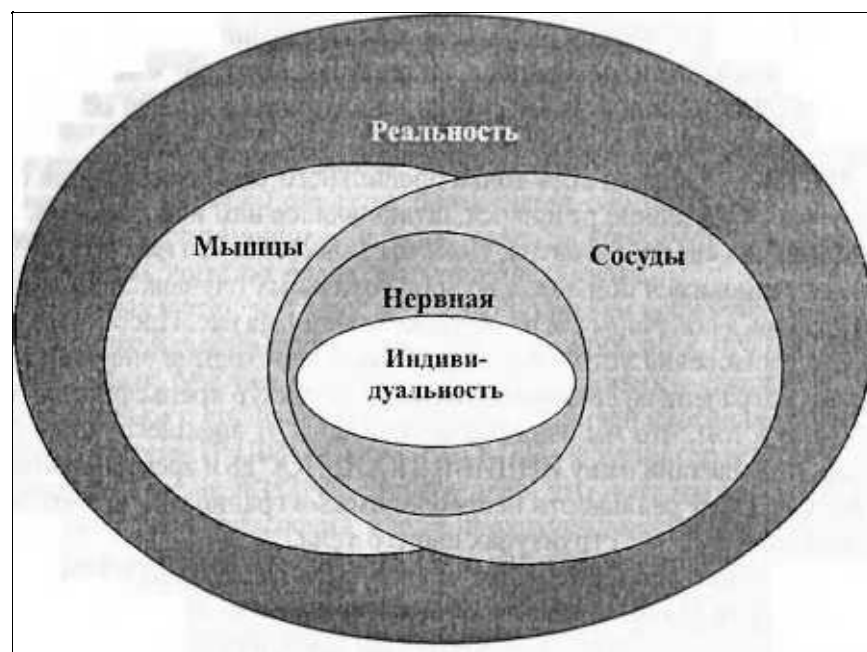 Реальность
Мышцы
Сосуды
Нервная
Индиви-
дуальность